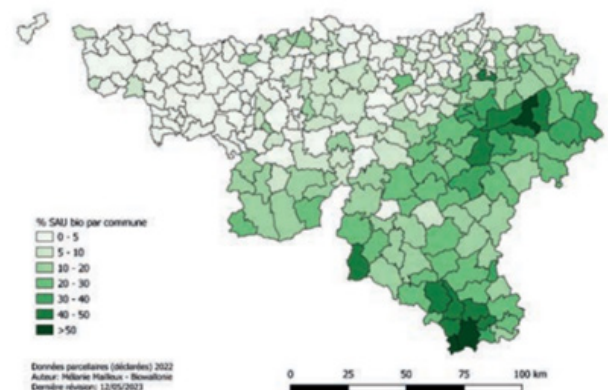 % SAU bio par commune
0 - 5
5 - 10
10 - 20
20 - 30
30 - 40
40 - 50
>50
Données parcellaires (déclarées) 2022
Auteur: Mélanie Mailleux - Biowallonie
Dernière révision: 12/05/2023
0 25 50 75 100 km